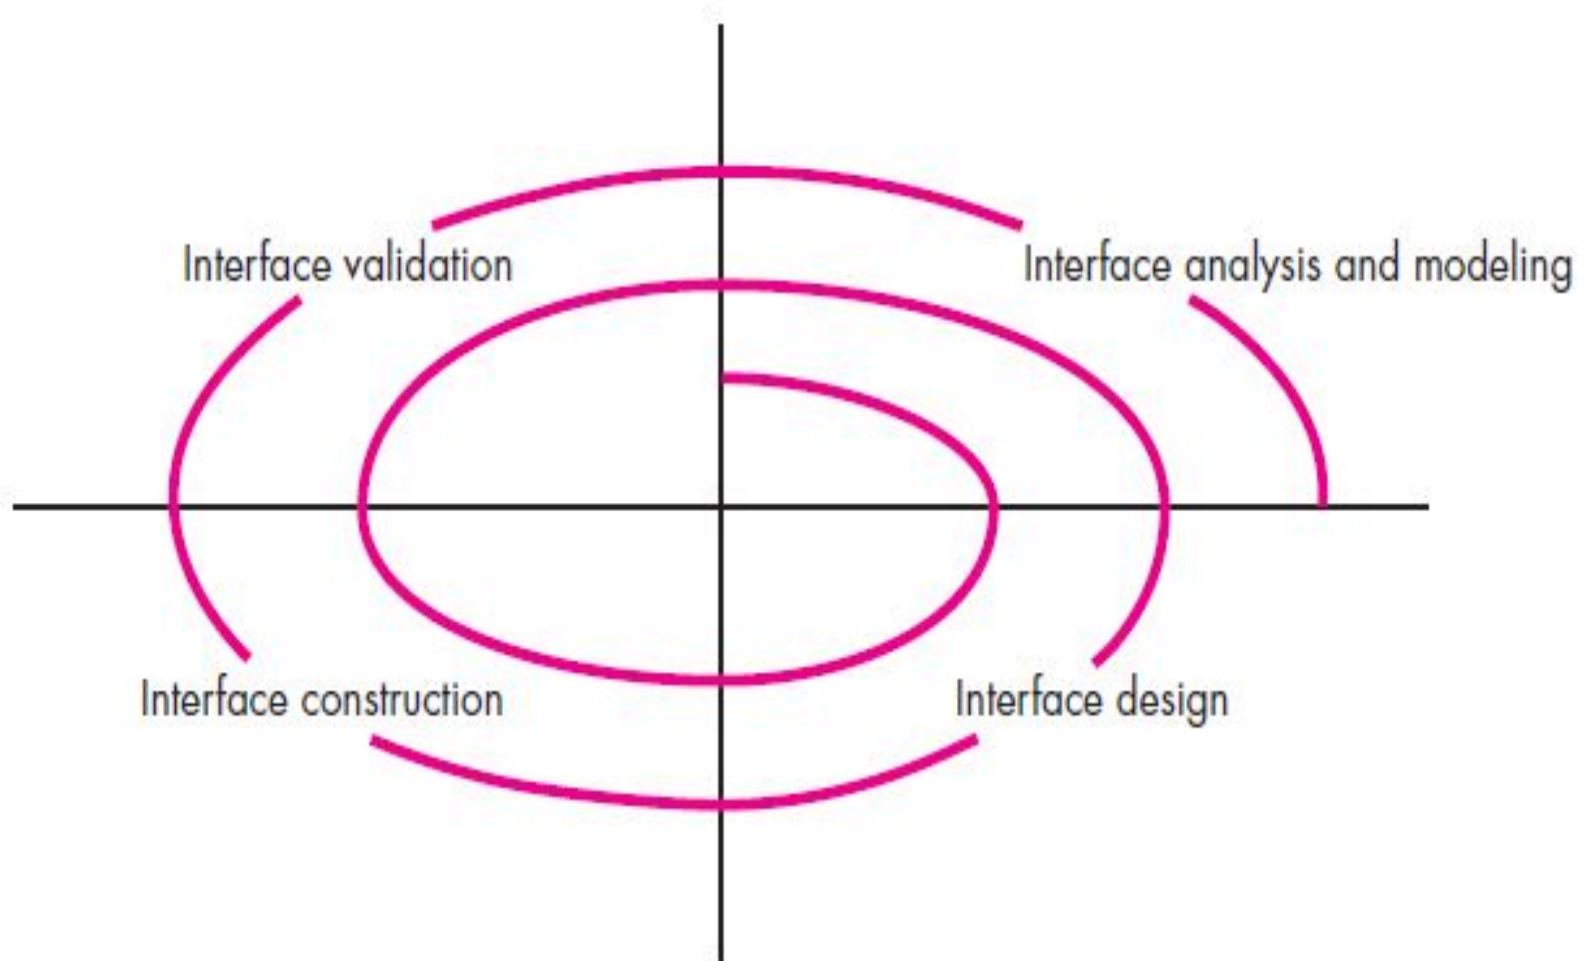 Interface validation
Interface analysis and modeling
Interface construction
Interface design